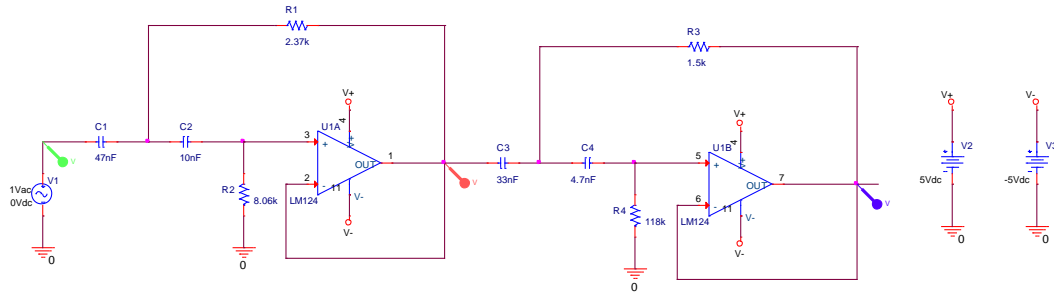 R1
2.37k
R3
1.5k
V+
V+
V-
V+
4
U1A
V+
C1
C2
3
+
V+
OUT
1
47nF
10nF
2
-
11
V-
LM124
V-
R2
8.06k
V
V1
1Vac
0Vdc
0
0
V
C3
C4
33nF
4.7nF
5
+
U1B
4
V+
OUT
7
6
-
11
V-
LM124
V-
R4
118k
0
V
V2
5Vdc
0
V3
-5Vdc
0